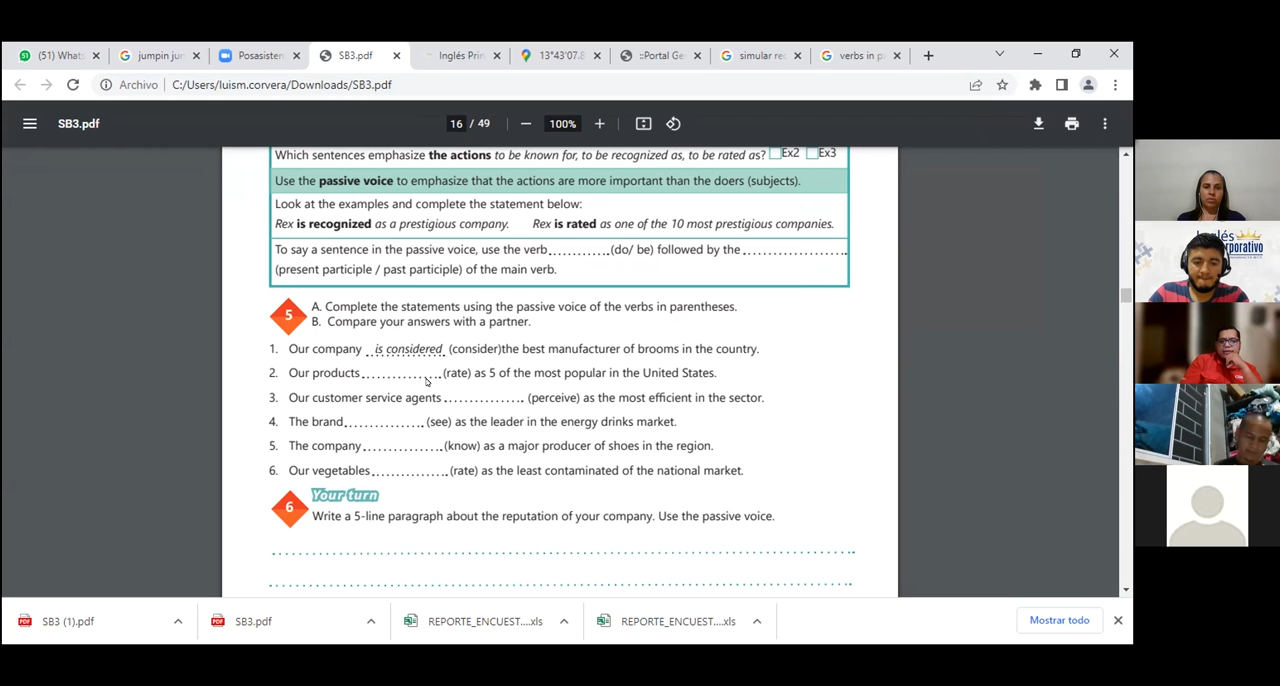 (51) Whats
jumpin jun
Posasisten
SB3.pdf
Inglés Prin
13°43'07.8
::Portal Ge
simular rec
verbs in p
Archivo
C:/Users/luism.corvera/Downloads/SB3.pdf
SB3.pdf
16 / 49
100%
Which sentences emphasize the actions to be known for, to be recognized as, to be rated as? Ex2 Ex3
Use the passive voice to emphasize that the actions are more important than the doers (subjects).
Look at the examples and complete the statement below:
Rex is recognized as a prestigious company. Rex is rated as one of the 10 most prestigious companies.
To say a sentence in the passive voice, use the verb............(do/ be) followed by the .....................
(present participle / past participle) of the main verb.
5
A. Complete the statements using the passive voice of the verbs in parentheses.
B. Compare your answers with a partner.
1. Our company is considered (consider)the best manufacturer of brooms in the country.
2. Our products................(rate) as 5 of the most popular in the United States.
3. Our customer service agents ................ (perceive) as the most efficient in the sector.
4. The brand................ (see) as the leader in the energy drinks market.
5. The company ................ (know) as a major producer of shoes in the region.
6. Our vegetables................(rate) as the least contaminated of the national market.
6
Your turn
Write a 5-line paragraph about the reputation of your company. Use the passive voice.
SB3 (1).pdf
SB3.pdf
REPORTE_ENCUEST....xls
REPORTE_ENCUEST....xls
Mostrar todo
Inglés
orporativo